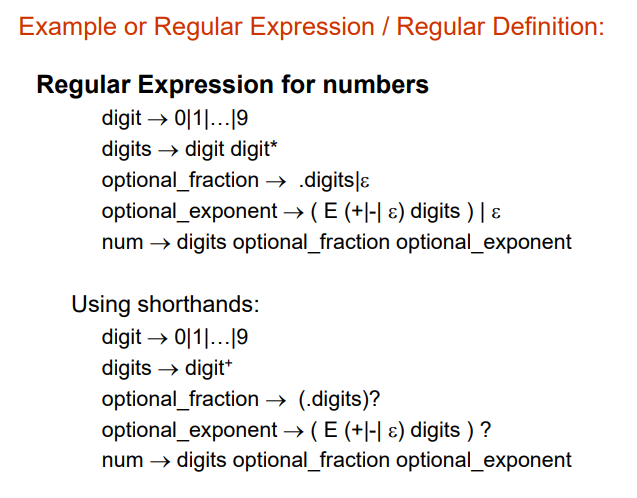 Example or Regular Expression / Regular Definition:
Regular Expression for numbers
digit → 0|1|…|9
digits → digit digit*
optional_fraction → .digits|ε
optional_exponent → ( E (+|-| ε) digits ) | ε
num → digits optional_fraction optional_exponent
Using shorthands:
digit → 0|1|…|9
digits → digit⁺
optional_fraction → (.digits)?
optional_exponent → ( E (+|-| ε) digits ) ?
num → digits optional_fraction optional_exponent